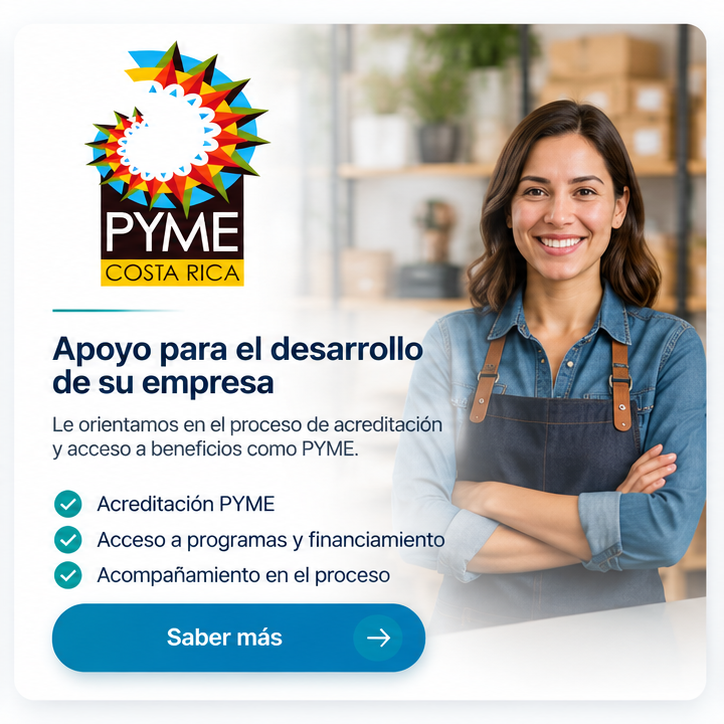 PYME
COSTA RICA
Apoyo para el desarrollo
de su empresa
Le orientamos en el proceso de acreditación
y acceso a beneficios como PYME.
Acreditación PYME
Acceso a programas y financiamiento
Acompañamiento en el proceso
Saber más